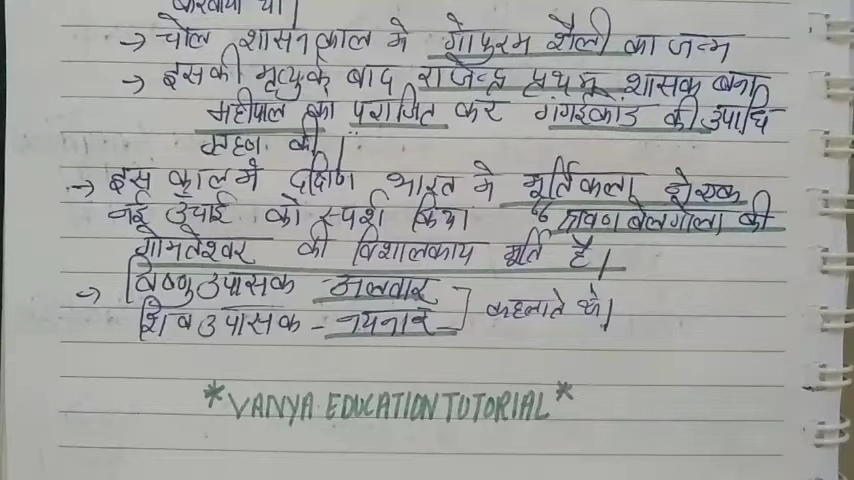 करवाया था।
→ चोल शासनकाल मे गोपुरम शैली का जन्म
→ इसकी मृत्यु के बाद राजेन्द्र प्रथम शासक बना
महीपाल का पराजित कर गंगईकोंड की उपाधि
ग्रहण की।
→ इस काल मे दक्षिण भारत मे मूर्तिकला ने एक
नई उंचाई को स्पर्श किया " श्रावण बेलगोला की
गोमतेश्वर की विशालकाय मूर्ति है।
→ विष्णु उपासक अलवार
शिव उपासक - नयनार ] कहलाते थे।
*VANYA EDUCATION TUTORIAL*